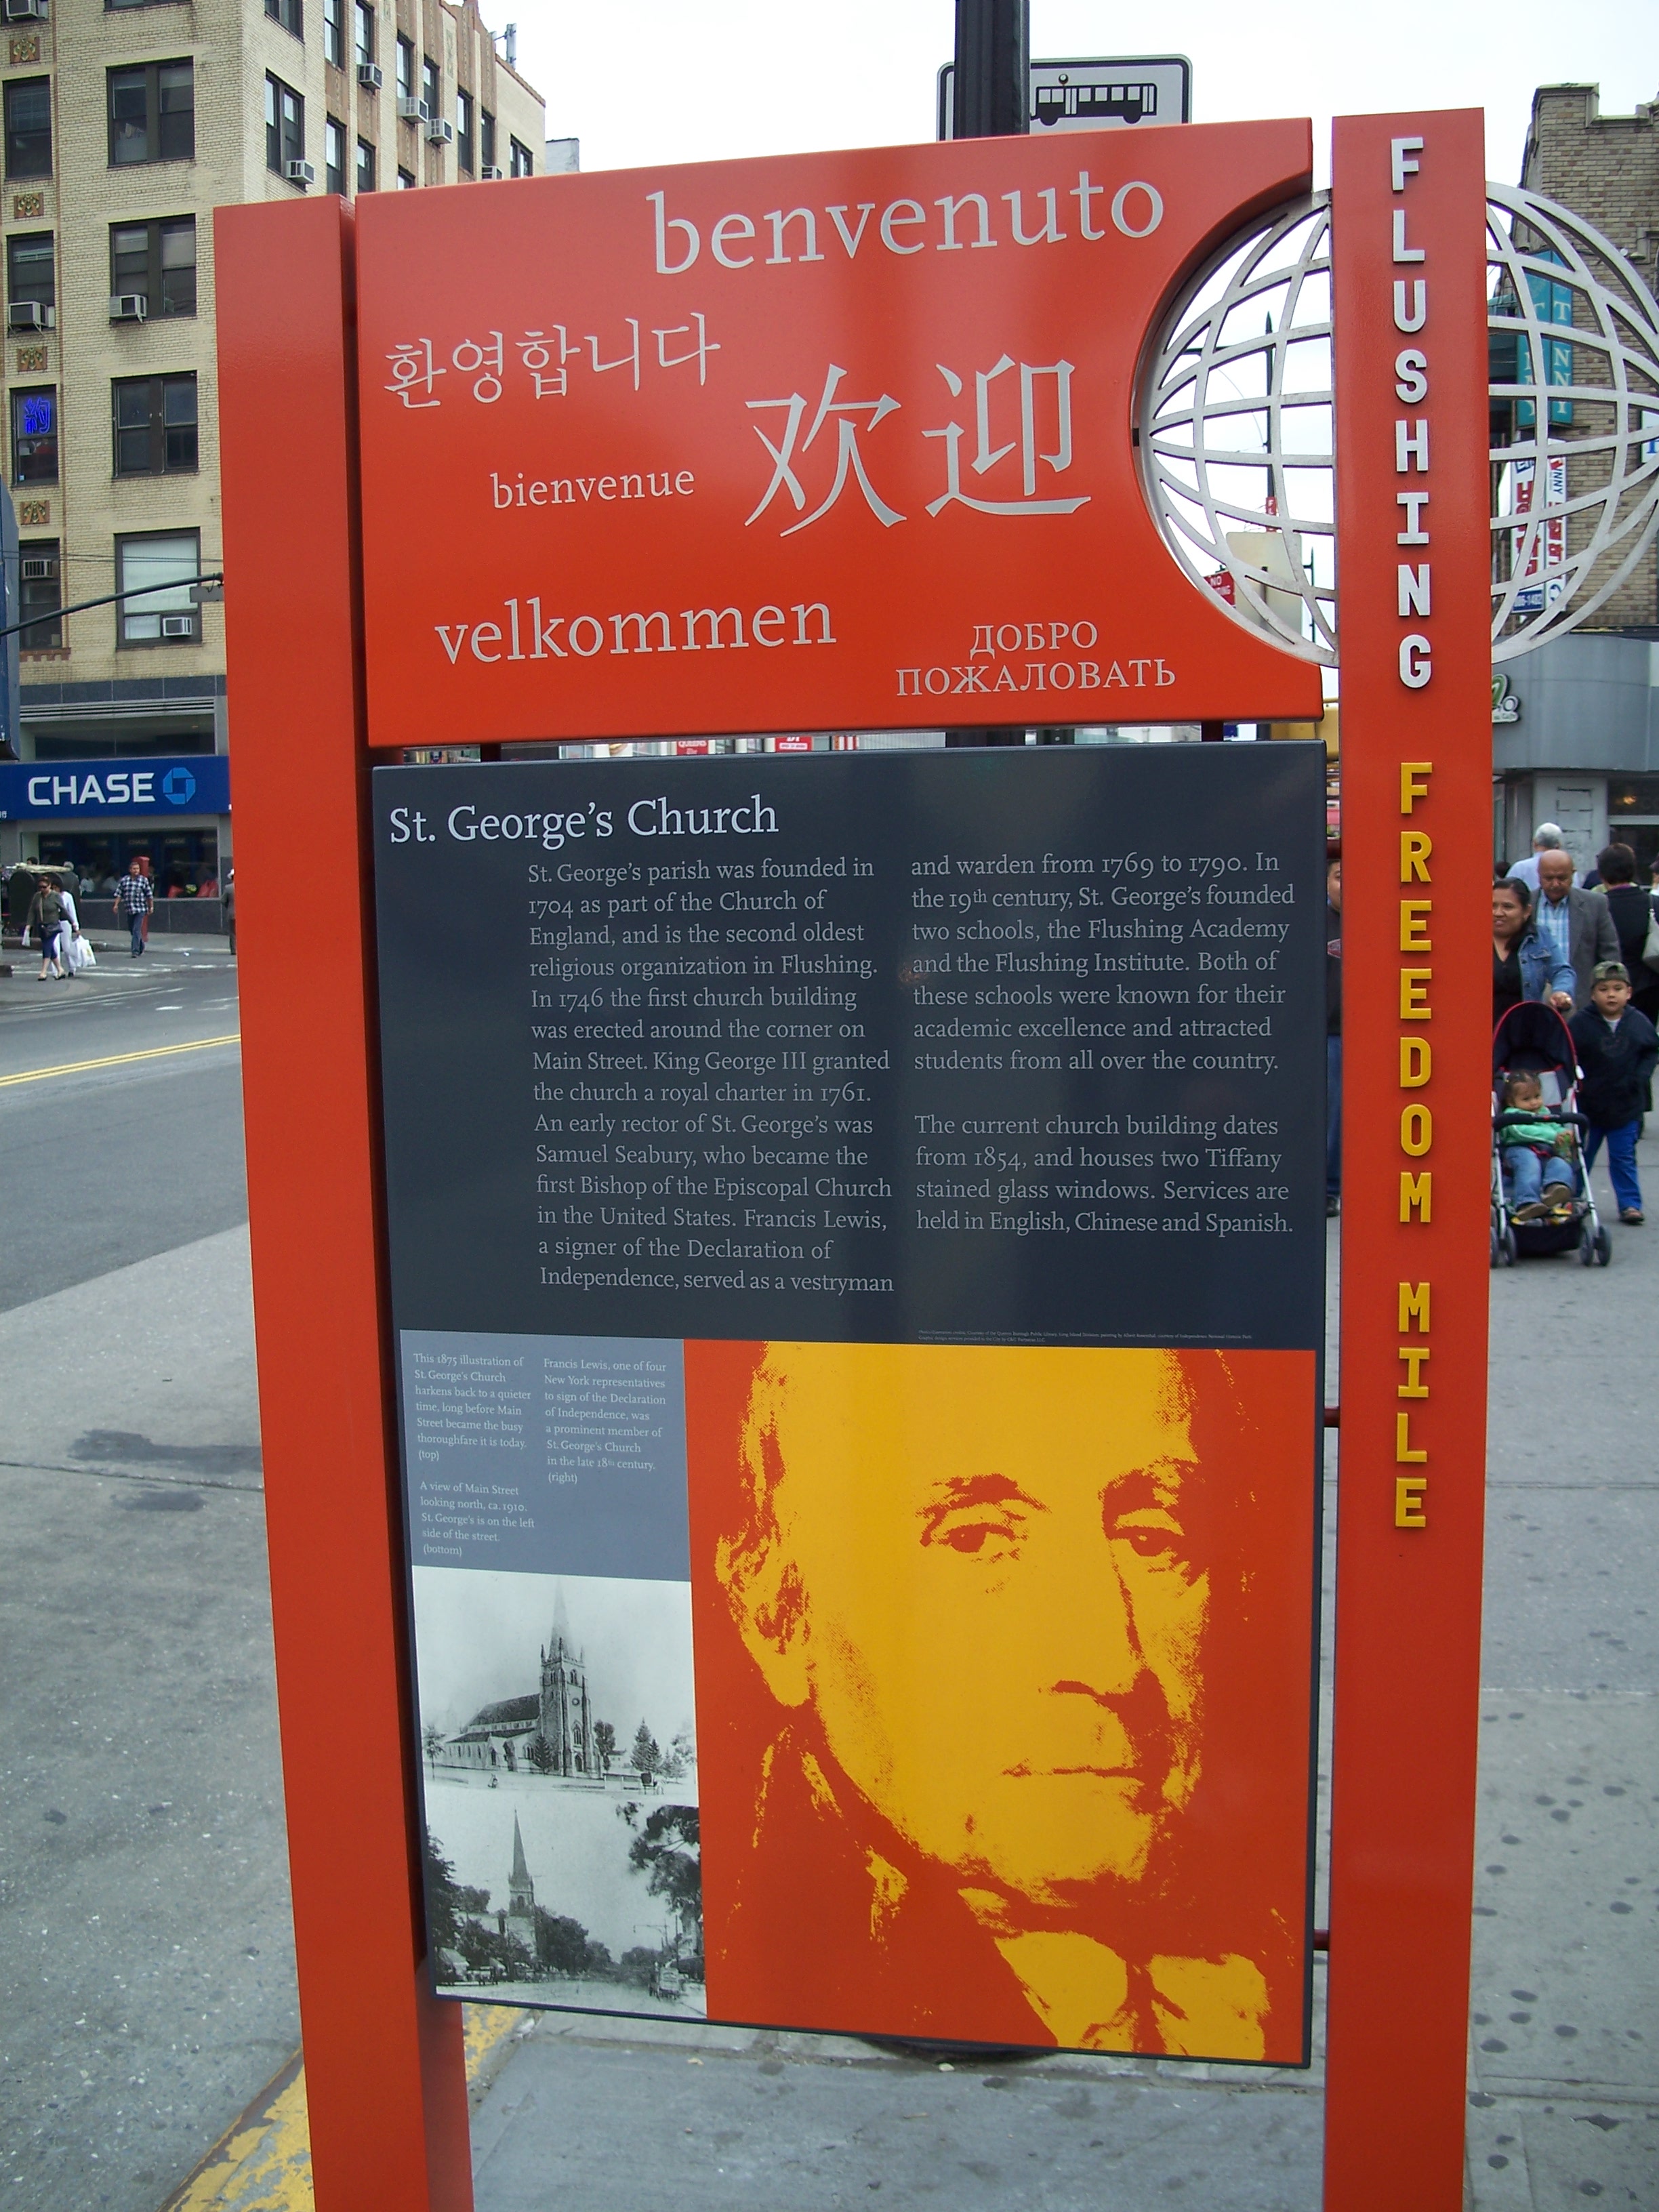 benvenuto
환영합니다
欢迎
bienvenue
velkommen
ДОБРО
ПОЖАЛОВАТЬ
FLUSHING FREEDOM MILE
CHASE
St. George's Church
St. George's parish was founded in
1704 as part of the Church of
England, and is the second oldest
religious organization in Flushing.
In 1746 the first church building
was erected around the corner on
Main Street. King George III granted
the church a royal charter in 1761.
An early rector of St. George's was
Samuel Seabury, who became the
first Bishop of the Episcopal Church
in the United States. Francis Lewis,
a signer of the Declaration of
Independence, served as a vestryman
and warden from 1769 to 1790. In
the 19th century, St. George's founded
two schools, the Flushing Academy
and the Flushing Institute. Both of
these schools were known for their
academic excellence and attracted
students from all over the country.
The current church building dates
from 1854, and houses two Tiffany
stained glass windows. Services are
held in English, Chinese and Spanish.
This 1875 illustration of
St. George's Church
harkens back to a quieter
time, long before Main
Street became the busy
thoroughfare it is today.
(top)
A view of Main Street
looking north, ca. 1910.
St. George's is on the left
side of the street.
(bottom)
Francis Lewis, one of four
New York representatives
to sign of the Declaration
of Independence, was
a prominent member of
St. George's Church
in the late 18th century.
(right)